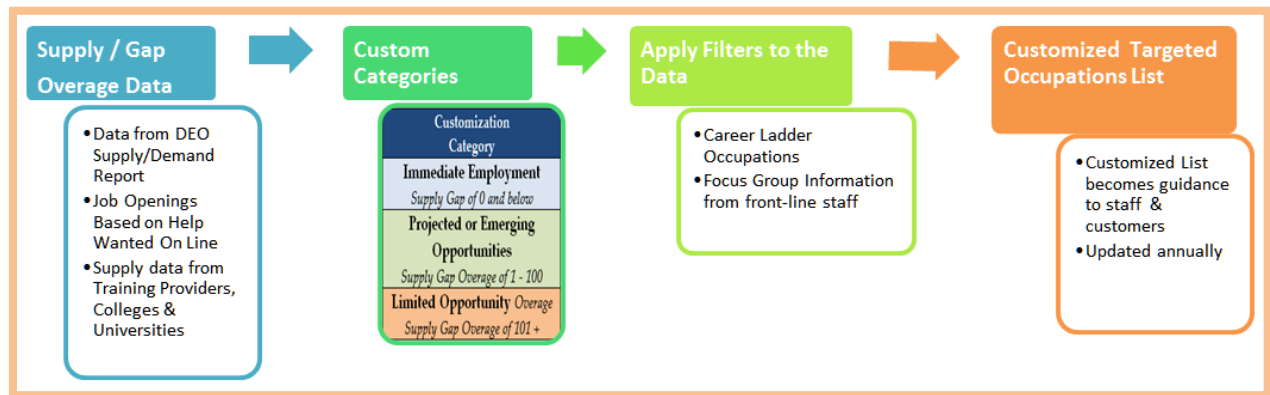 Supply / Gap
Overage Data
•Data from DEO
Supply/Demand
Report
•Job Openings
Based on Help
Wanted On Line
•Supply data from
Training Providers,
Colleges &
Universities
Custom
Categories
Customization
Category
Immediate Employment
Supply Gap of 0 and below
Projected or Emerging
Opportunities
Supply Gap Overage of 1 - 100
Limited Opportunity Overage
Supply Gap Overage of 101 +
Apply Filters to the
Data
•Career Ladder
Occupations
•Focus Group Information
from front-line staff
Customized Targeted
Occupations List
•Customized List
becomes guidance
to staff &
customers
•Updated annually